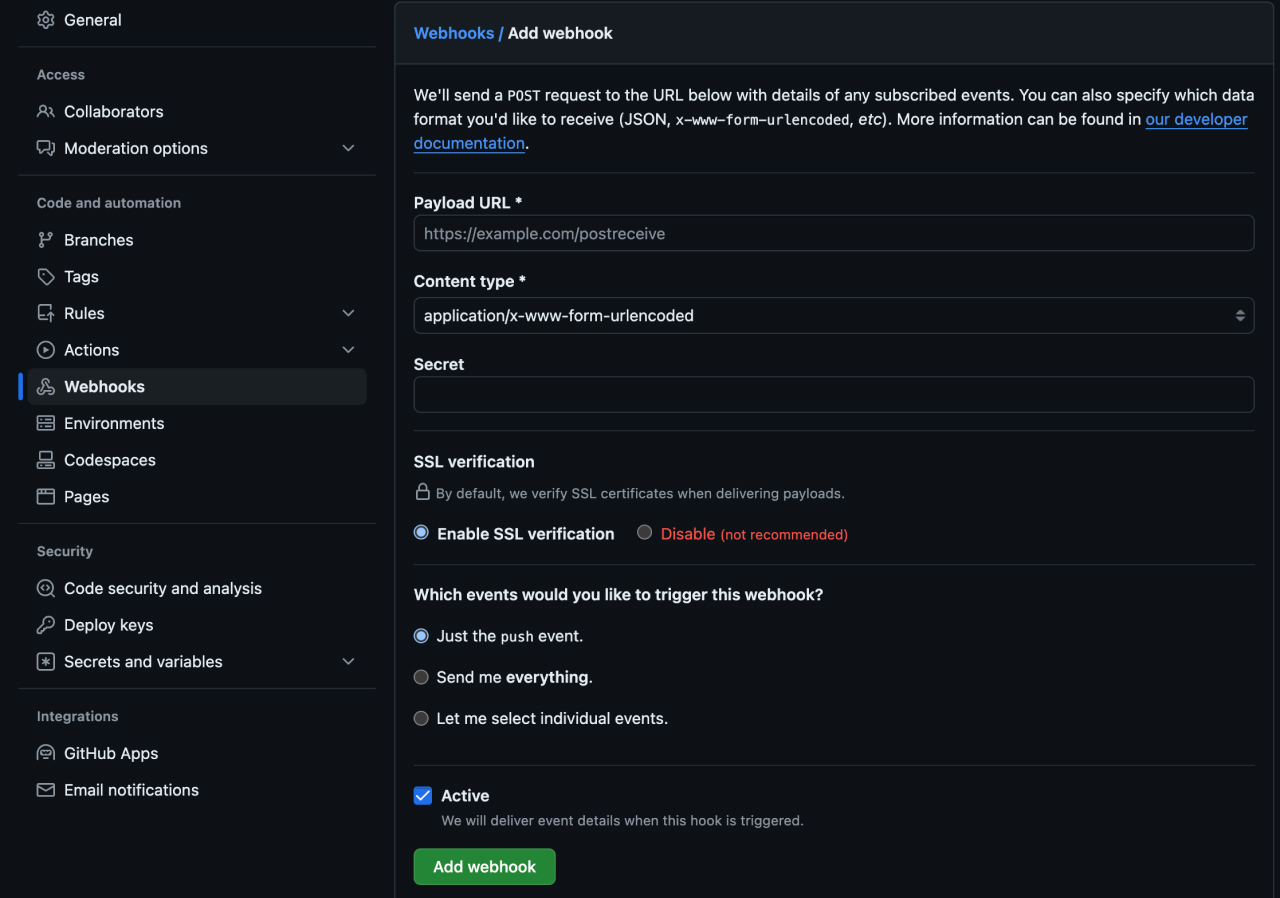 General
Access
Collaborators
Moderation options
Code and automation
Branches
Tags
Rules
Actions
Webhooks
Environments
Codespaces
Pages
Security
Code security and analysis
Deploy keys
Secrets and variables
Integrations
GitHub Apps
Email notifications
Webhooks / Add webhook
We'll send a POST request to the URL below with details of any subscribed events. You can also specify which data
format you'd like to receive (JSON, x-www-form-urlencoded, etc). More information can be found in our developer
documentation.
Payload URL *
https://example.com/postreceive
Content type *
application/x-www-form-urlencoded
Secret
SSL verification
By default, we verify SSL certificates when delivering payloads.
Enable SSL verification Disable (not recommended)
Which events would you like to trigger this webhook?
Just the push event.
Send me everything.
Let me select individual events.
Active
We will deliver event details when this hook is triggered.
Add webhook